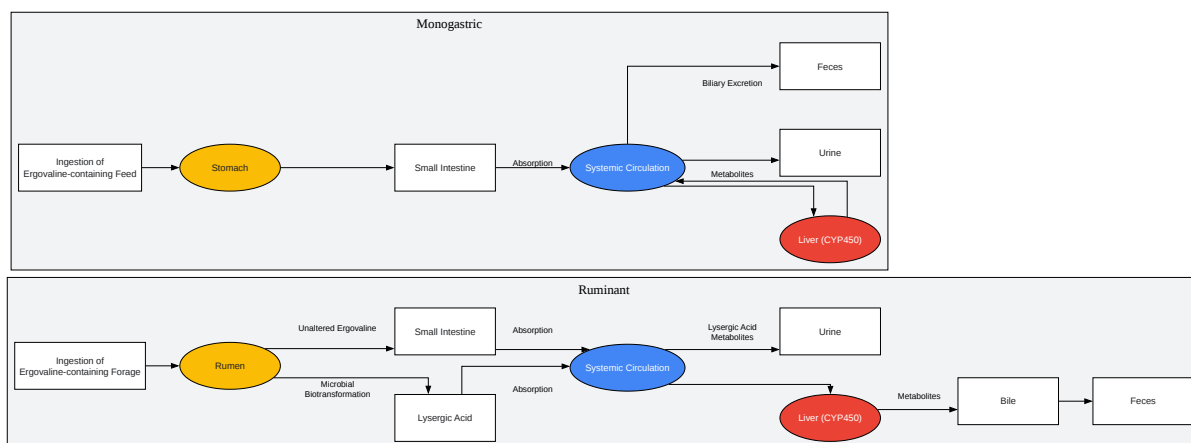 Monogastric
Feces
Biliary Excretion
Ingestion of
Ergovaline-containing Feed
Stomach
Small Intestine
Absorption
Systemic Circulation
Urine
Metabolites
Liver (CYP450)
Ruminant
Unaltered Ergovaline
Small Intestine
Absorption
Lysergic Acid
Metabolites
Urine
Ingestion of
Ergovaline-containing Forage
Rumen
Systemic Circulation
Microbial
Biotransformation
Absorption
Lysergic Acid
Liver (CYP450)
Metabolites
Bile
Feces